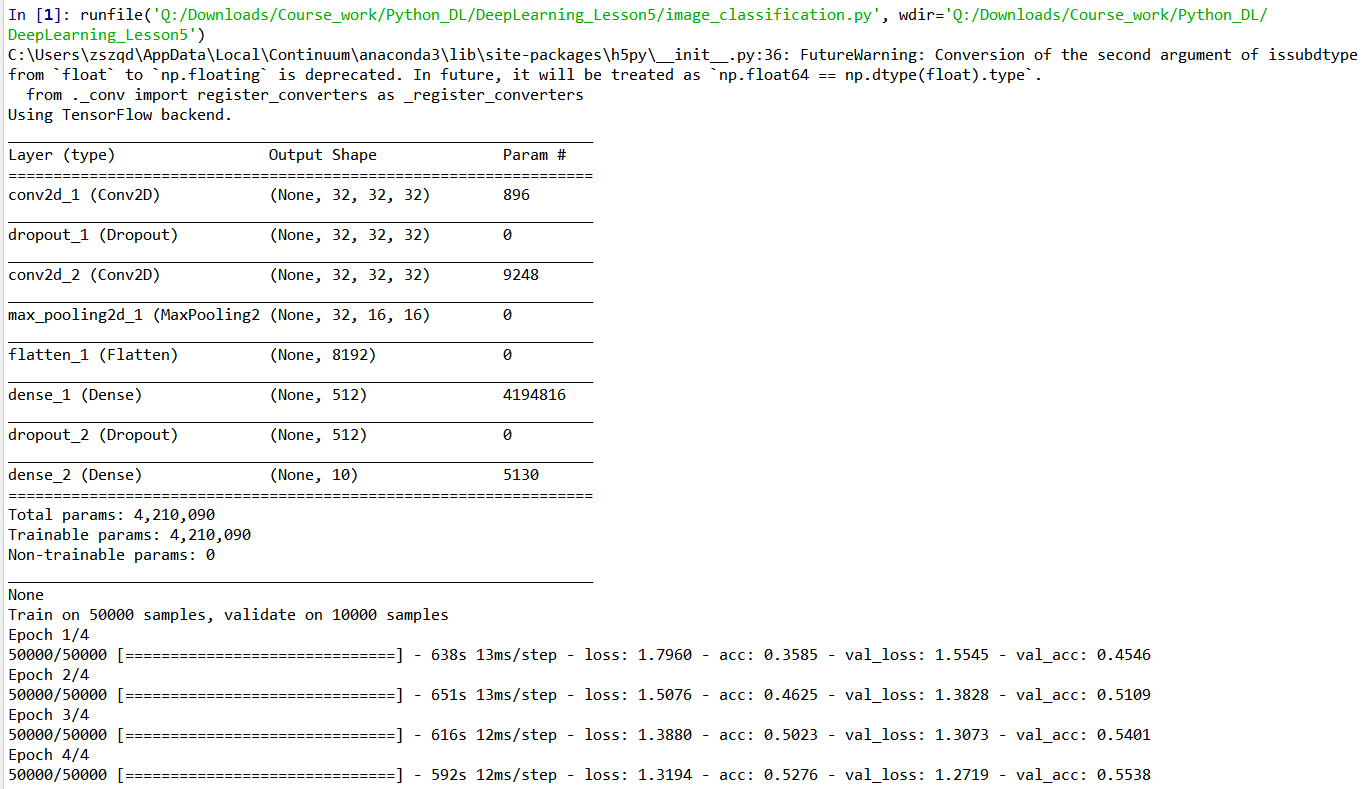 In [1]: runfile('Q:/Downloads/Course_work/Python_DL/DeepLearning_Lesson5/image_classification.py', wdir='Q:/Downloads/Course_work/Python_DL/
DeepLearning_Lesson5')
C:\Users\zszqd\AppData\Local\Continuum\anaconda3\lib\site-packages\h5py\__init__.py:36: FutureWarning: Conversion of the second argument of issubdtype
from `float` to `np.floating` is deprecated. In future, it will be treated as `np.float64 == np.dtype(float).type`.
  from ._conv import register_converters as _register_converters
Using TensorFlow backend.
_________________________________________________________________
Layer (type)                 Output Shape              Param #
=================================================================
conv2d_1 (Conv2D)            (None, 32, 32, 32)        896
_________________________________________________________________
dropout_1 (Dropout)          (None, 32, 32, 32)        0
_________________________________________________________________
conv2d_2 (Conv2D)            (None, 32, 32, 32)        9248
_________________________________________________________________
max_pooling2d_1 (MaxPooling2 (None, 32, 16, 16)        0
_________________________________________________________________
flatten_1 (Flatten)          (None, 8192)              0
_________________________________________________________________
dense_1 (Dense)              (None, 512)               4194816
_________________________________________________________________
dropout_2 (Dropout)          (None, 512)               0
_________________________________________________________________
dense_2 (Dense)              (None, 10)                5130
=================================================================
Total params: 4,210,090
Trainable params: 4,210,090
Non-trainable params: 0
_________________________________________________________________
None
Train on 50000 samples, validate on 10000 samples
Epoch 1/4
50000/50000 [==============================] - 638s 13ms/step - loss: 1.7960 - acc: 0.3585 - val_loss: 1.5545 - val_acc: 0.4546
Epoch 2/4
50000/50000 [==============================] - 651s 13ms/step - loss: 1.5076 - acc: 0.4625 - val_loss: 1.3828 - val_acc: 0.5109
Epoch 3/4
50000/50000 [==============================] - 616s 12ms/step - loss: 1.3880 - acc: 0.5023 - val_loss: 1.3073 - val_acc: 0.5401
Epoch 4/4
50000/50000 [==============================] - 592s 12ms/step - loss: 1.3194 - acc: 0.5276 - val_loss: 1.2719 - val_acc: 0.5538